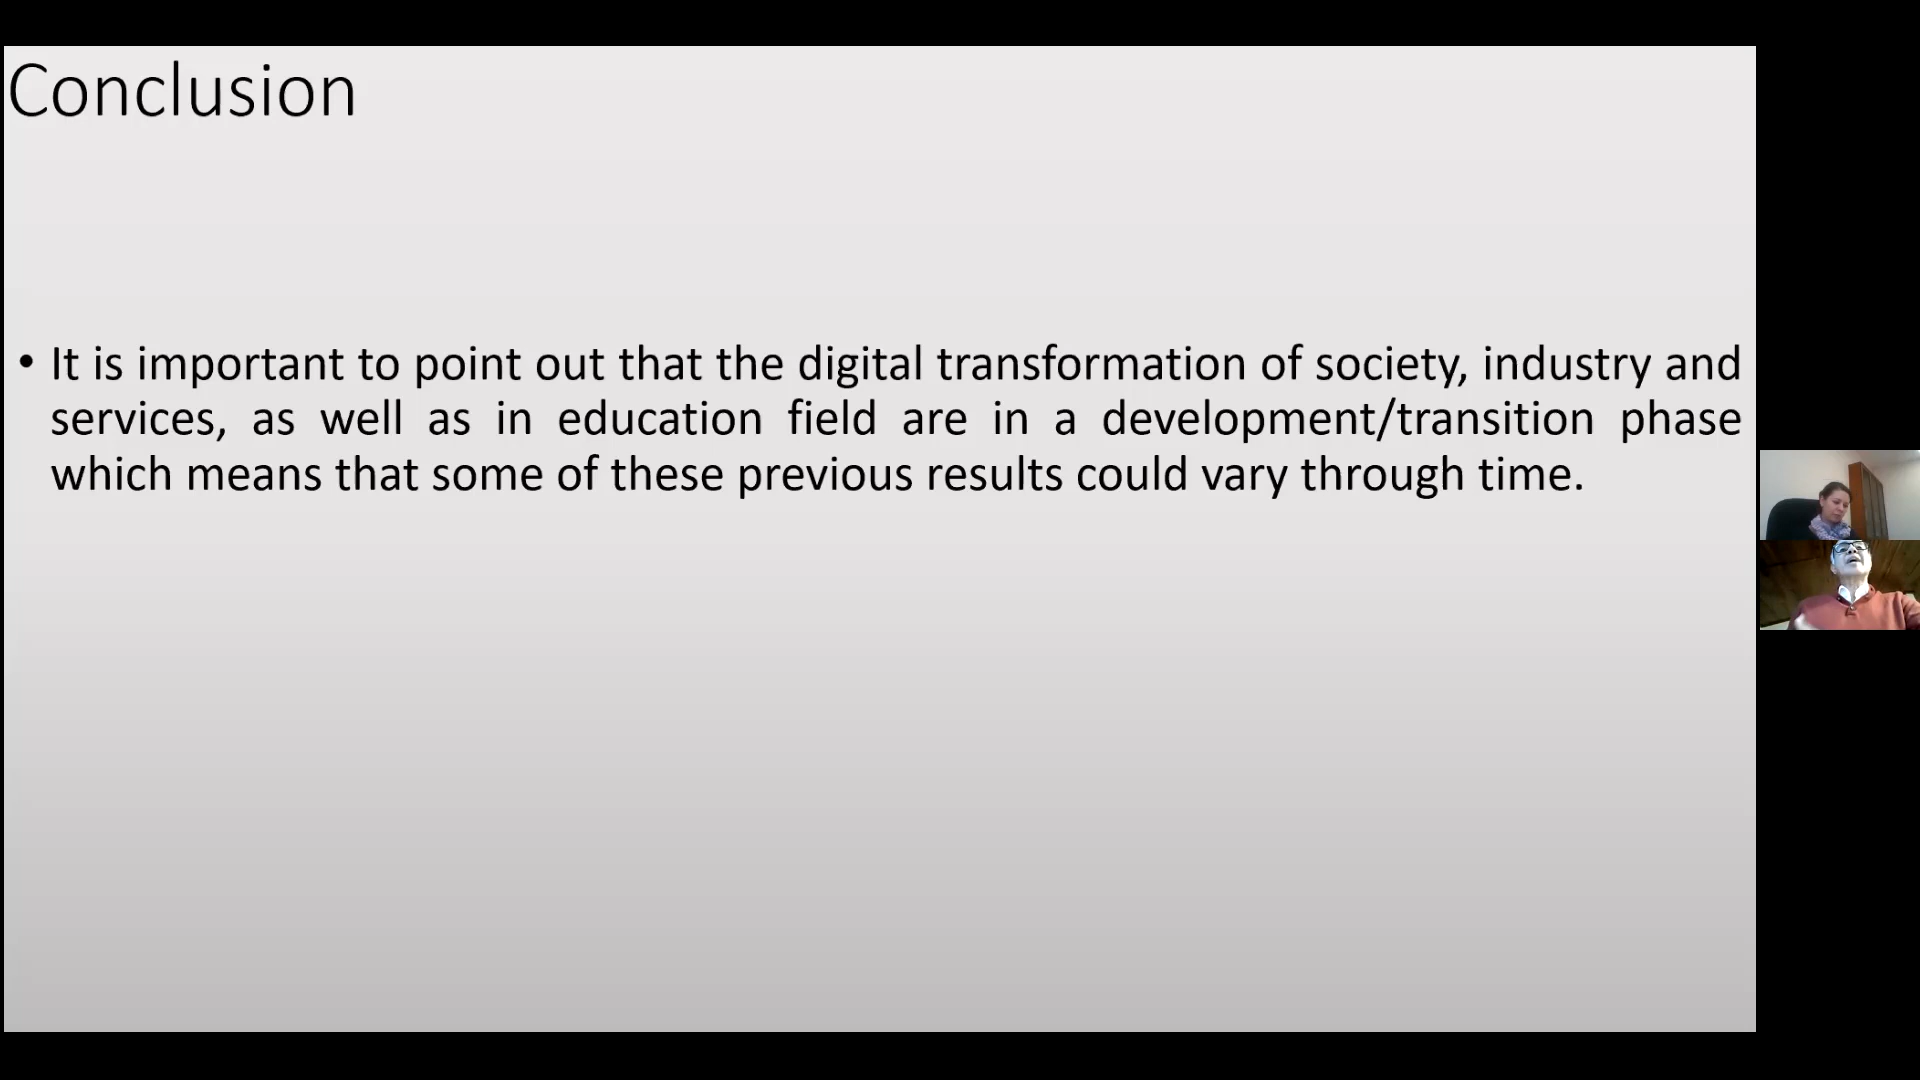 Conclusion
• It is important to point out that the digital transformation of society, industry and
services, as well as in education field are in a development/transition phase
which means that some of these previous results could vary through time.